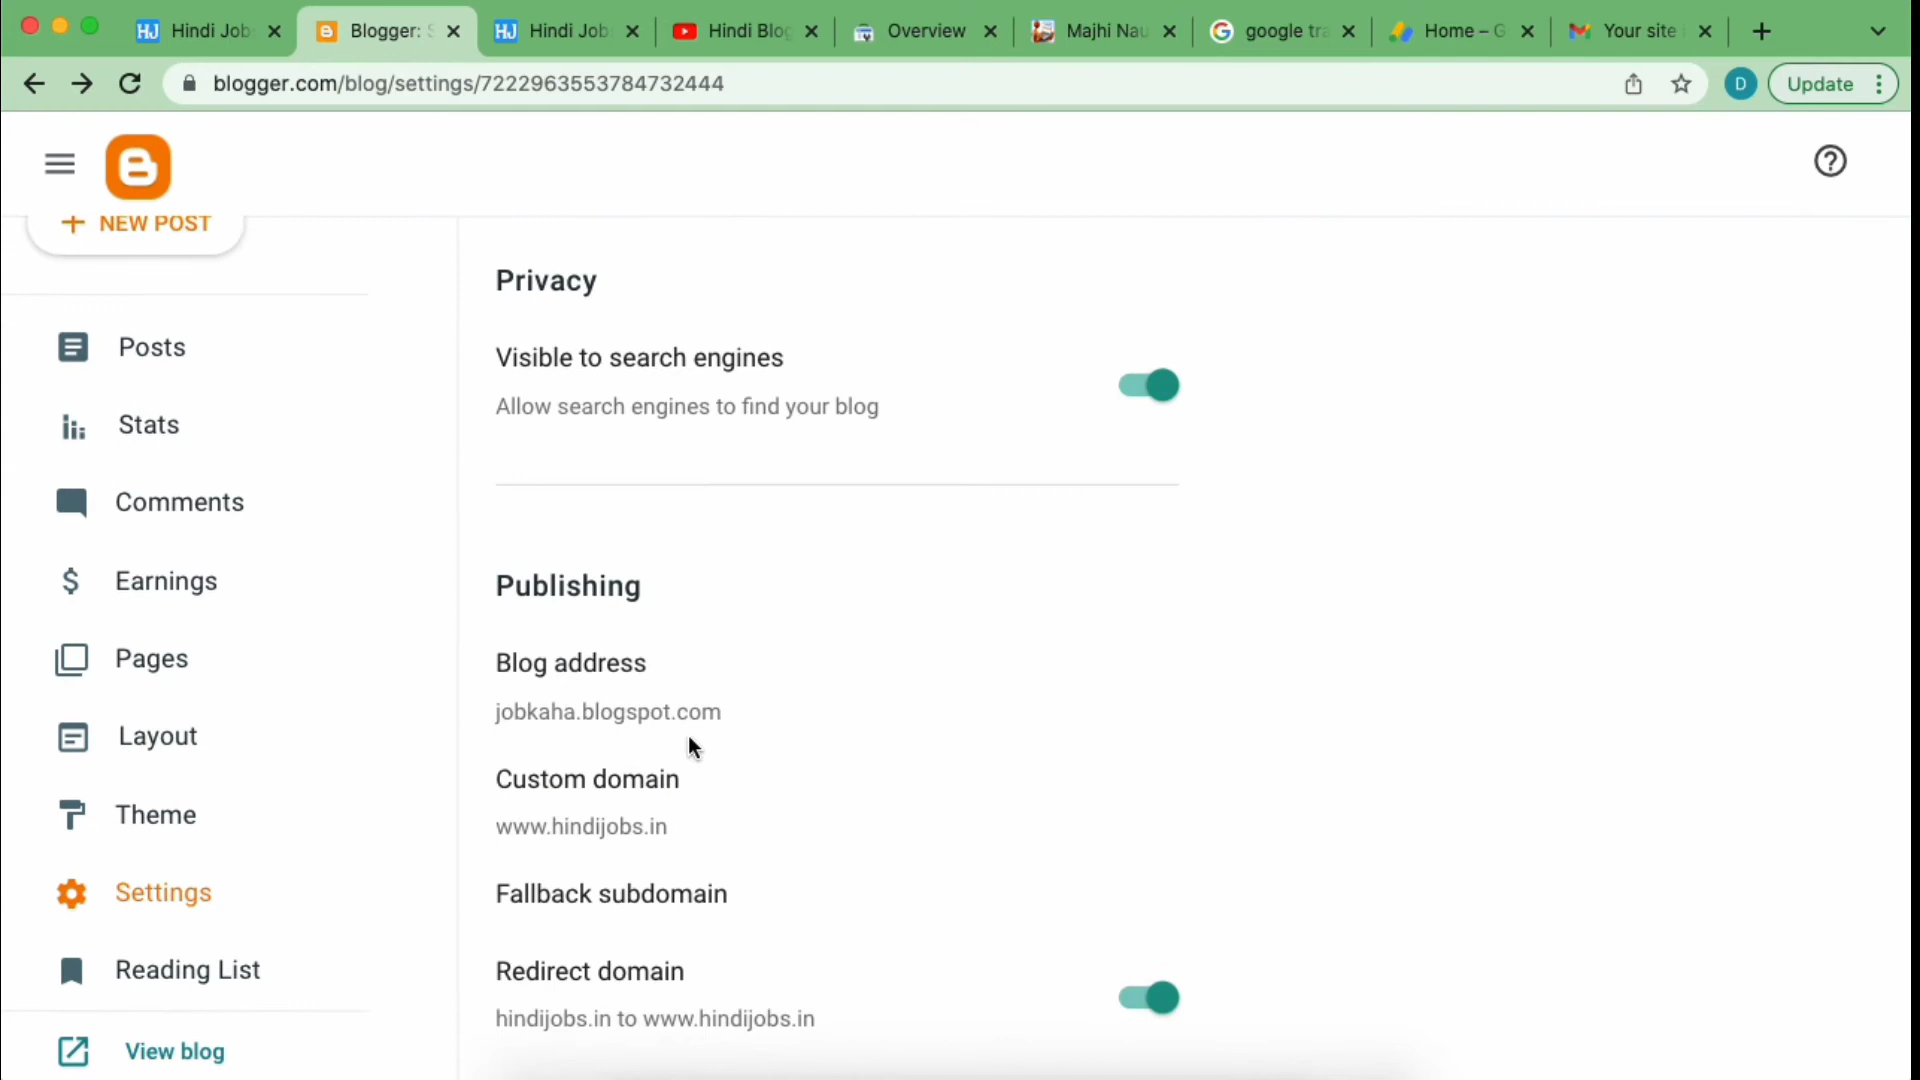 HJ Hindi Job
Blogger: S
HJ Hindi Job
Hindi Blog
Overview
Majhi Nau
google tra
Home – G
Your site i
blogger.com/blog/settings/7222963553784732444
D
Update
NEW POST
Posts
Stats
Comments
Earnings
Pages
Layout
Theme
Settings
Reading List
View blog
Privacy
Visible to search engines
Allow search engines to find your blog
Publishing
Blog address
jobkaha.blogspot.com
Custom domain
www.hindijobs.in
Fallback subdomain
Redirect domain
hindijobs.in to www.hindijobs.in